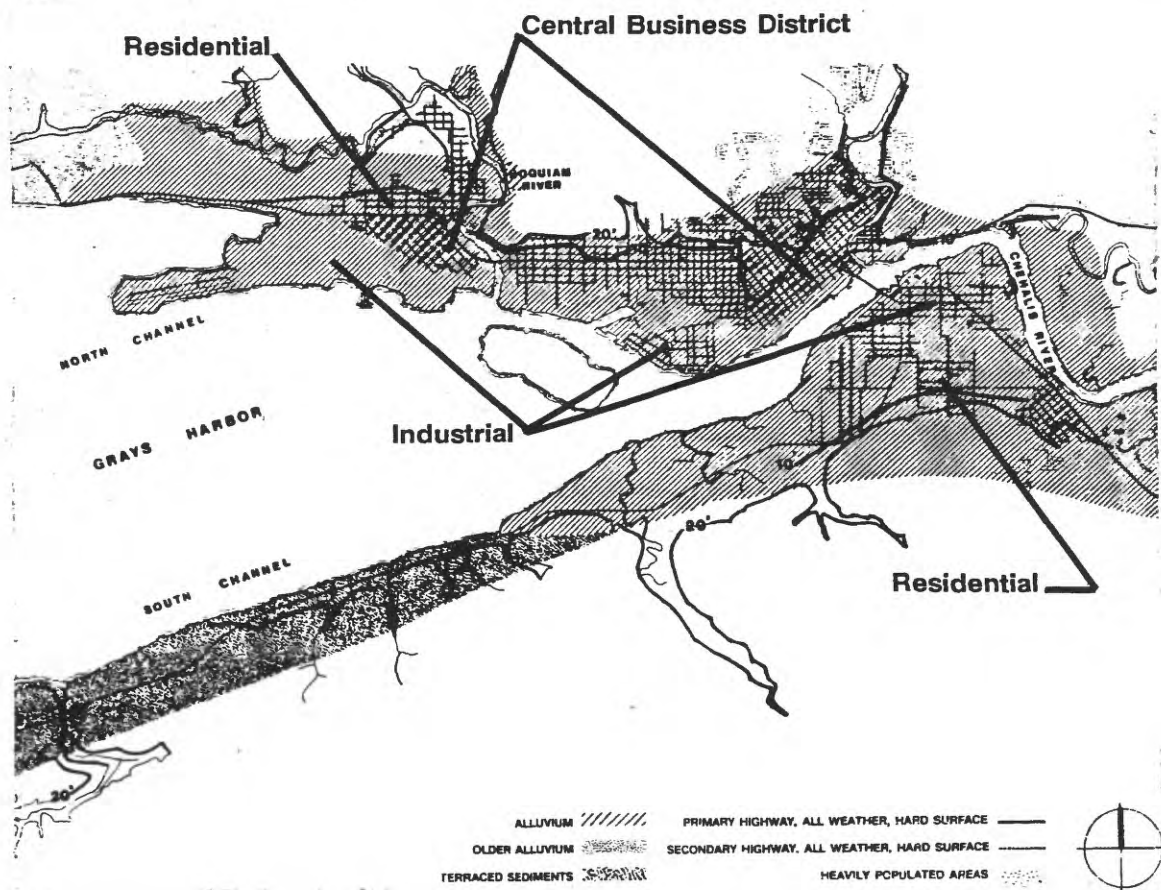 Central Business District
Residential
HOQUIAM
RIVER
20'
10'
CHEHALIS RIVER
NORTH CHANNEL
GRAYS HARBOR
Industrial
10'
20'
SOUTH CHANNEL
Residential
20'
ALLUVIUM
PRIMARY HIGHWAY, ALL WEATHER, HARD SURFACE
OLDER ALLUVIUM
SECONDARY HIGHWAY, ALL WEATHER, HARD SURFACE
TERRACED SEDIMENTS
HEAVILY POPULATED AREAS